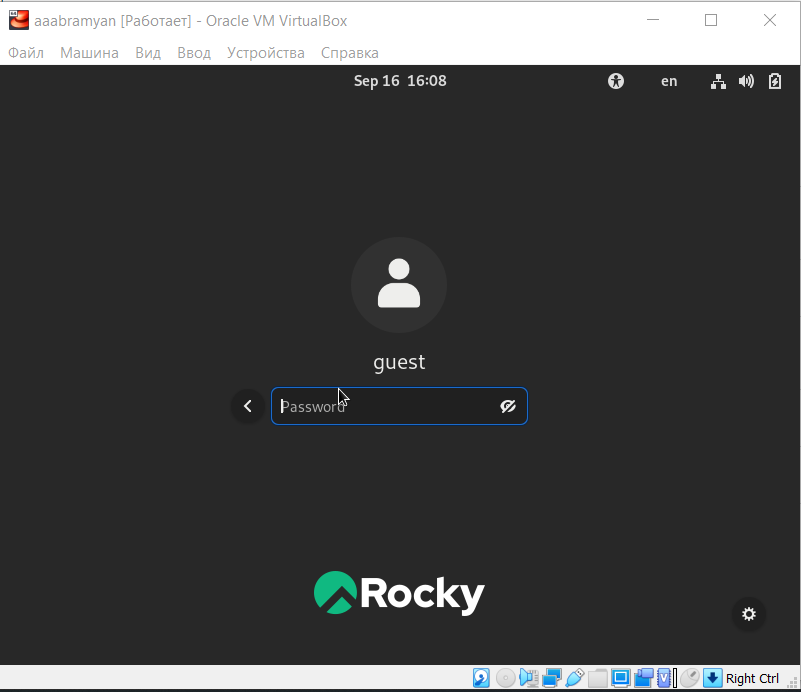 aaabramyan [Работает] - Oracle VM VirtualBox
Файл Машина Вид Ввод Устройства Справка
Sep 16 16:08 en
guest
Password
Rocky
Right Ctrl